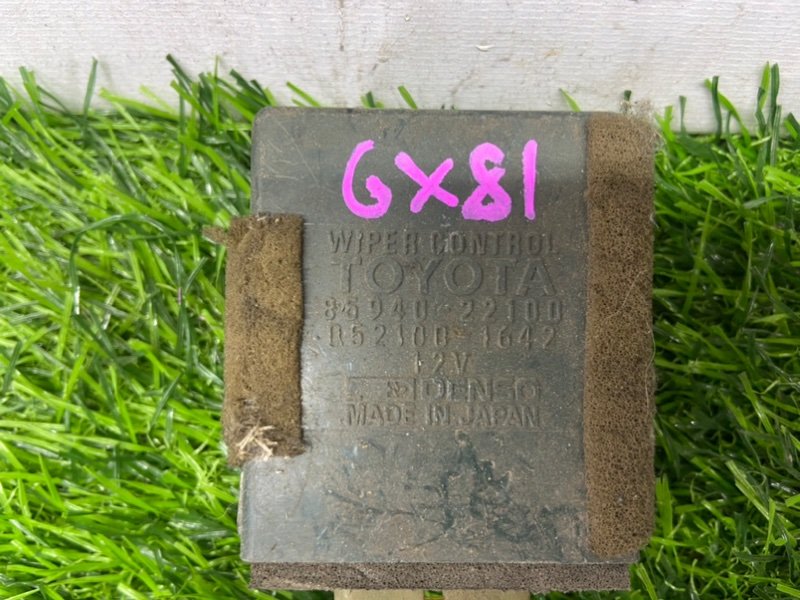 GX81
WIPER CONTROL
TOYOTA
85940-22100
052100-1642
12V
DENSO
MADE IN JAPAN